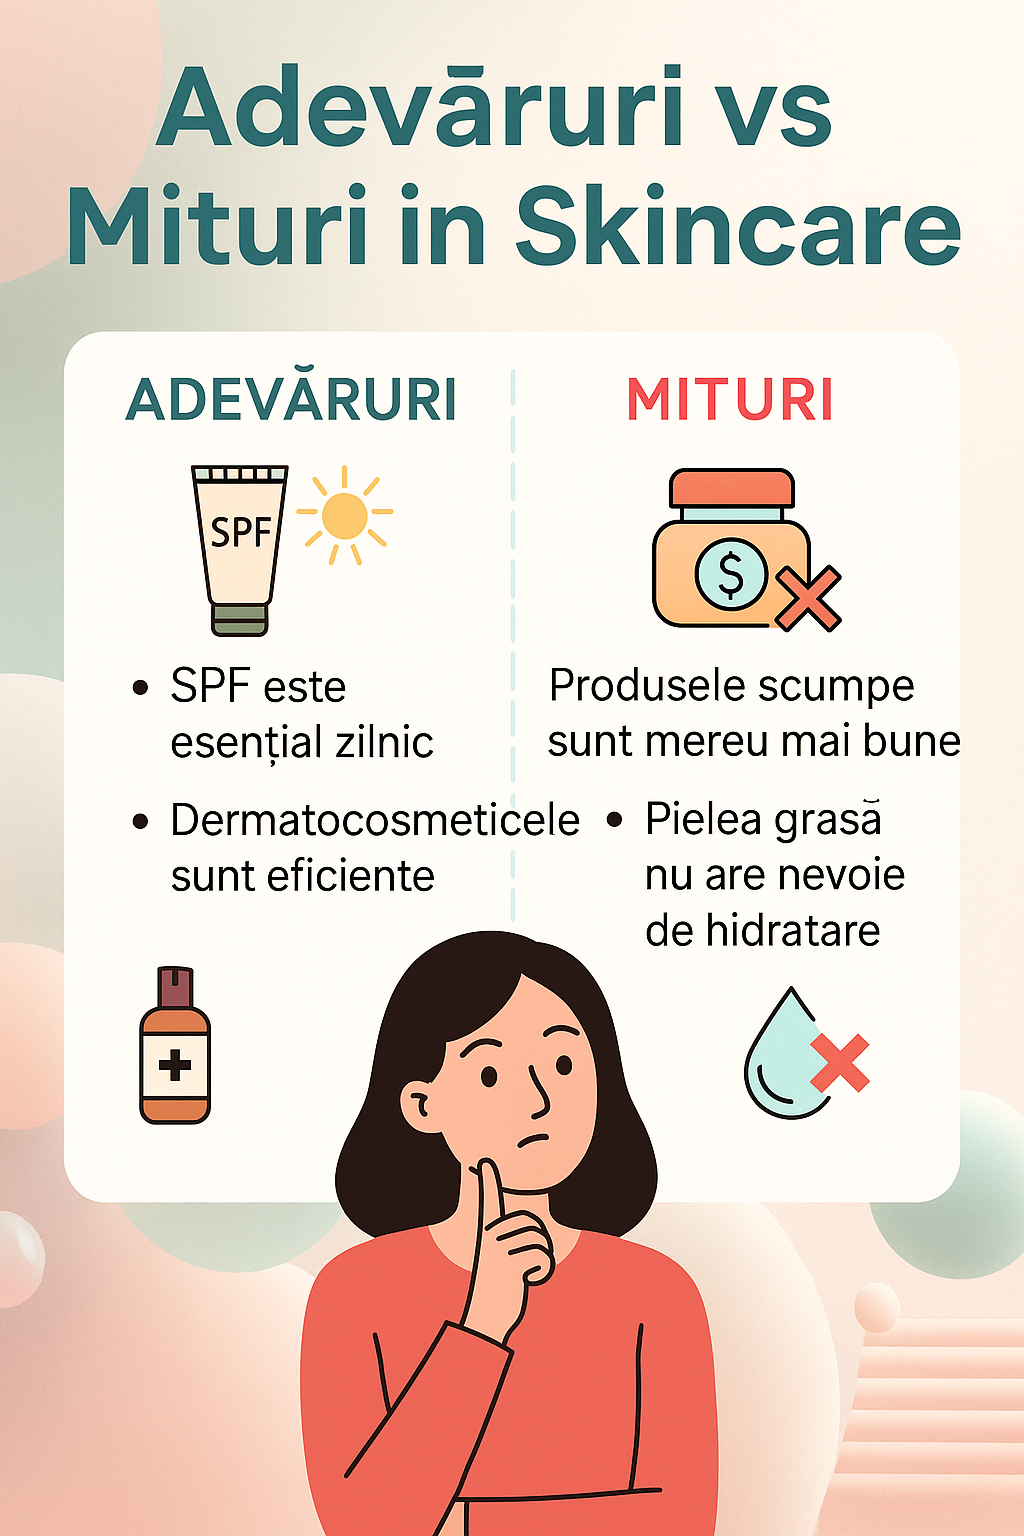 Adevāruri vs
Mituri in Skincare
ADEVĂRURI
SPF
• SPF este
esențial zilnic
• Dermatocosmeticele
sunt eficiente
MITURI
$
Produsele scumpe
sunt mereu mai bune
• Pielea grasă
nu are nevoie
de hidratare